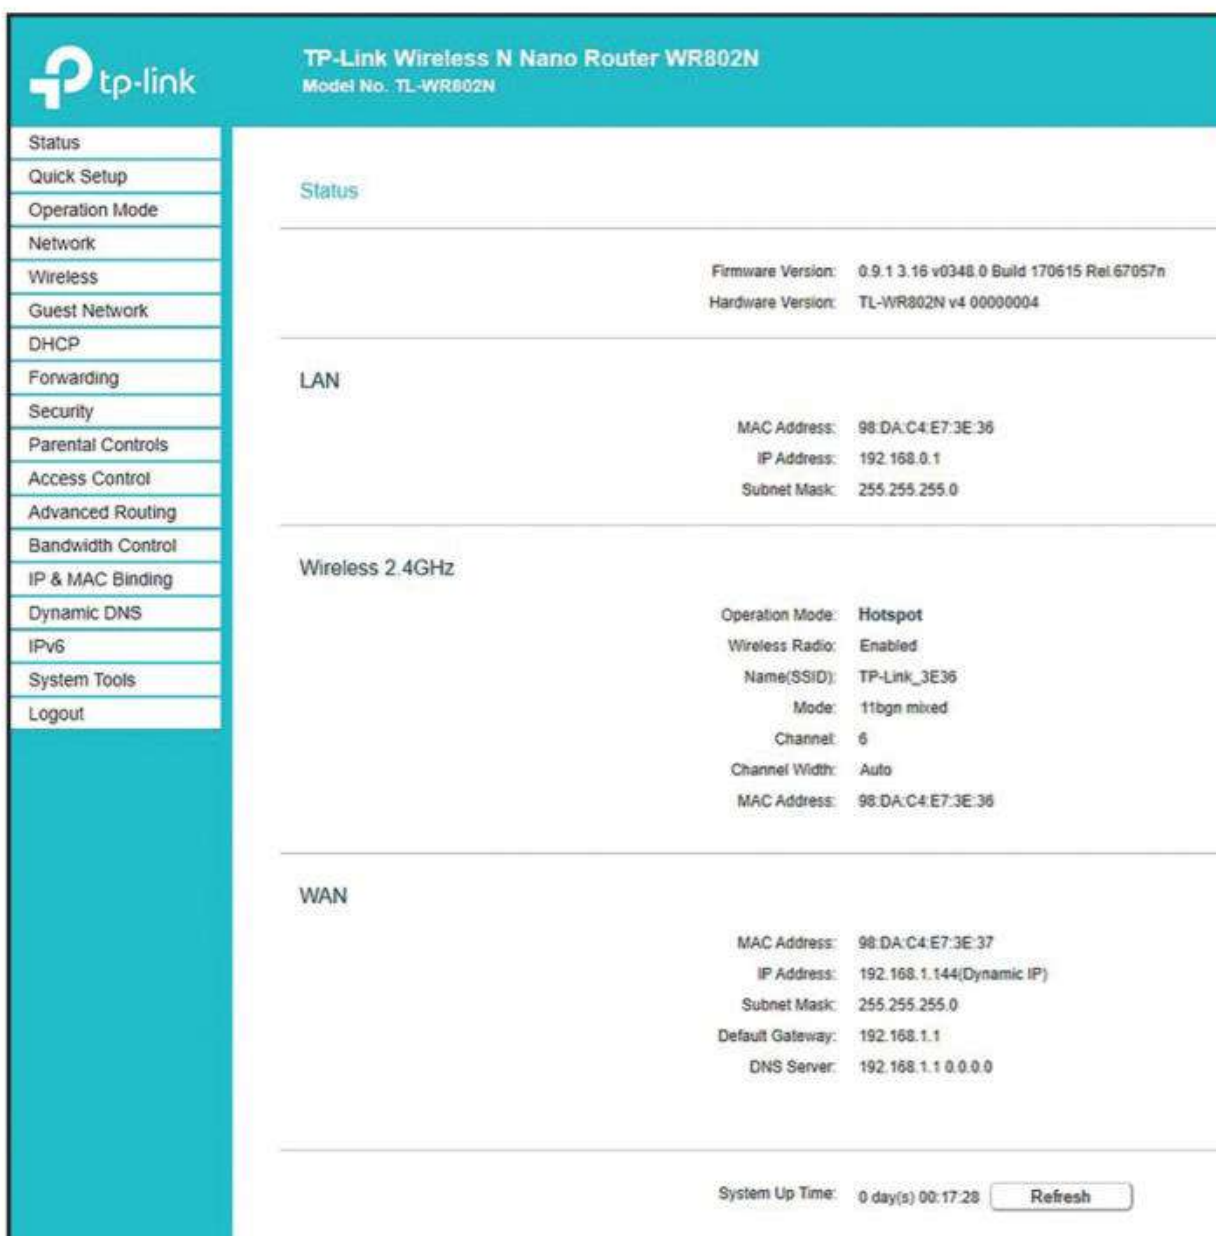 tp-link
TP-Link Wireless N Nano Router WR802N
Model No. TL-WR802N
Status
Quick Setup
Operation Mode
Network
Wireless
Guest Network
DHCP
Forwarding
Security
Parental Controls
Access Control
Advanced Routing
Bandwidth Control
IP & MAC Binding
Dynamic DNS
IPv6
System Tools
Logout
Status
Firmware Version: 0.9.1 3.16 v0348.0 Build 170615 Rel.67057n
Hardware Version: TL-WR802N v4 00000004
LAN
MAC Address: 98:DA:C4:E7:3E:36
IP Address: 192.168.0.1
Subnet Mask: 255.255.255.0
Wireless 2.4GHz
Operation Mode: Hotspot
Wireless Radio: Enabled
Name(SSID): TP-Link_3E36
Mode: 11bgn mixed
Channel: 6
Channel Width: Auto
MAC Address: 98:DA:C4:E7:3E:36
WAN
MAC Address: 98:DA:C4:E7:3E:37
IP Address: 192.168.1.144(Dynamic IP)
Subnet Mask: 255.255.255.0
Default Gateway: 192.168.1.1
DNS Server: 192.168.1.1 0.0.0.0
System Up Time: 0 day(s) 00:17:28 Refresh